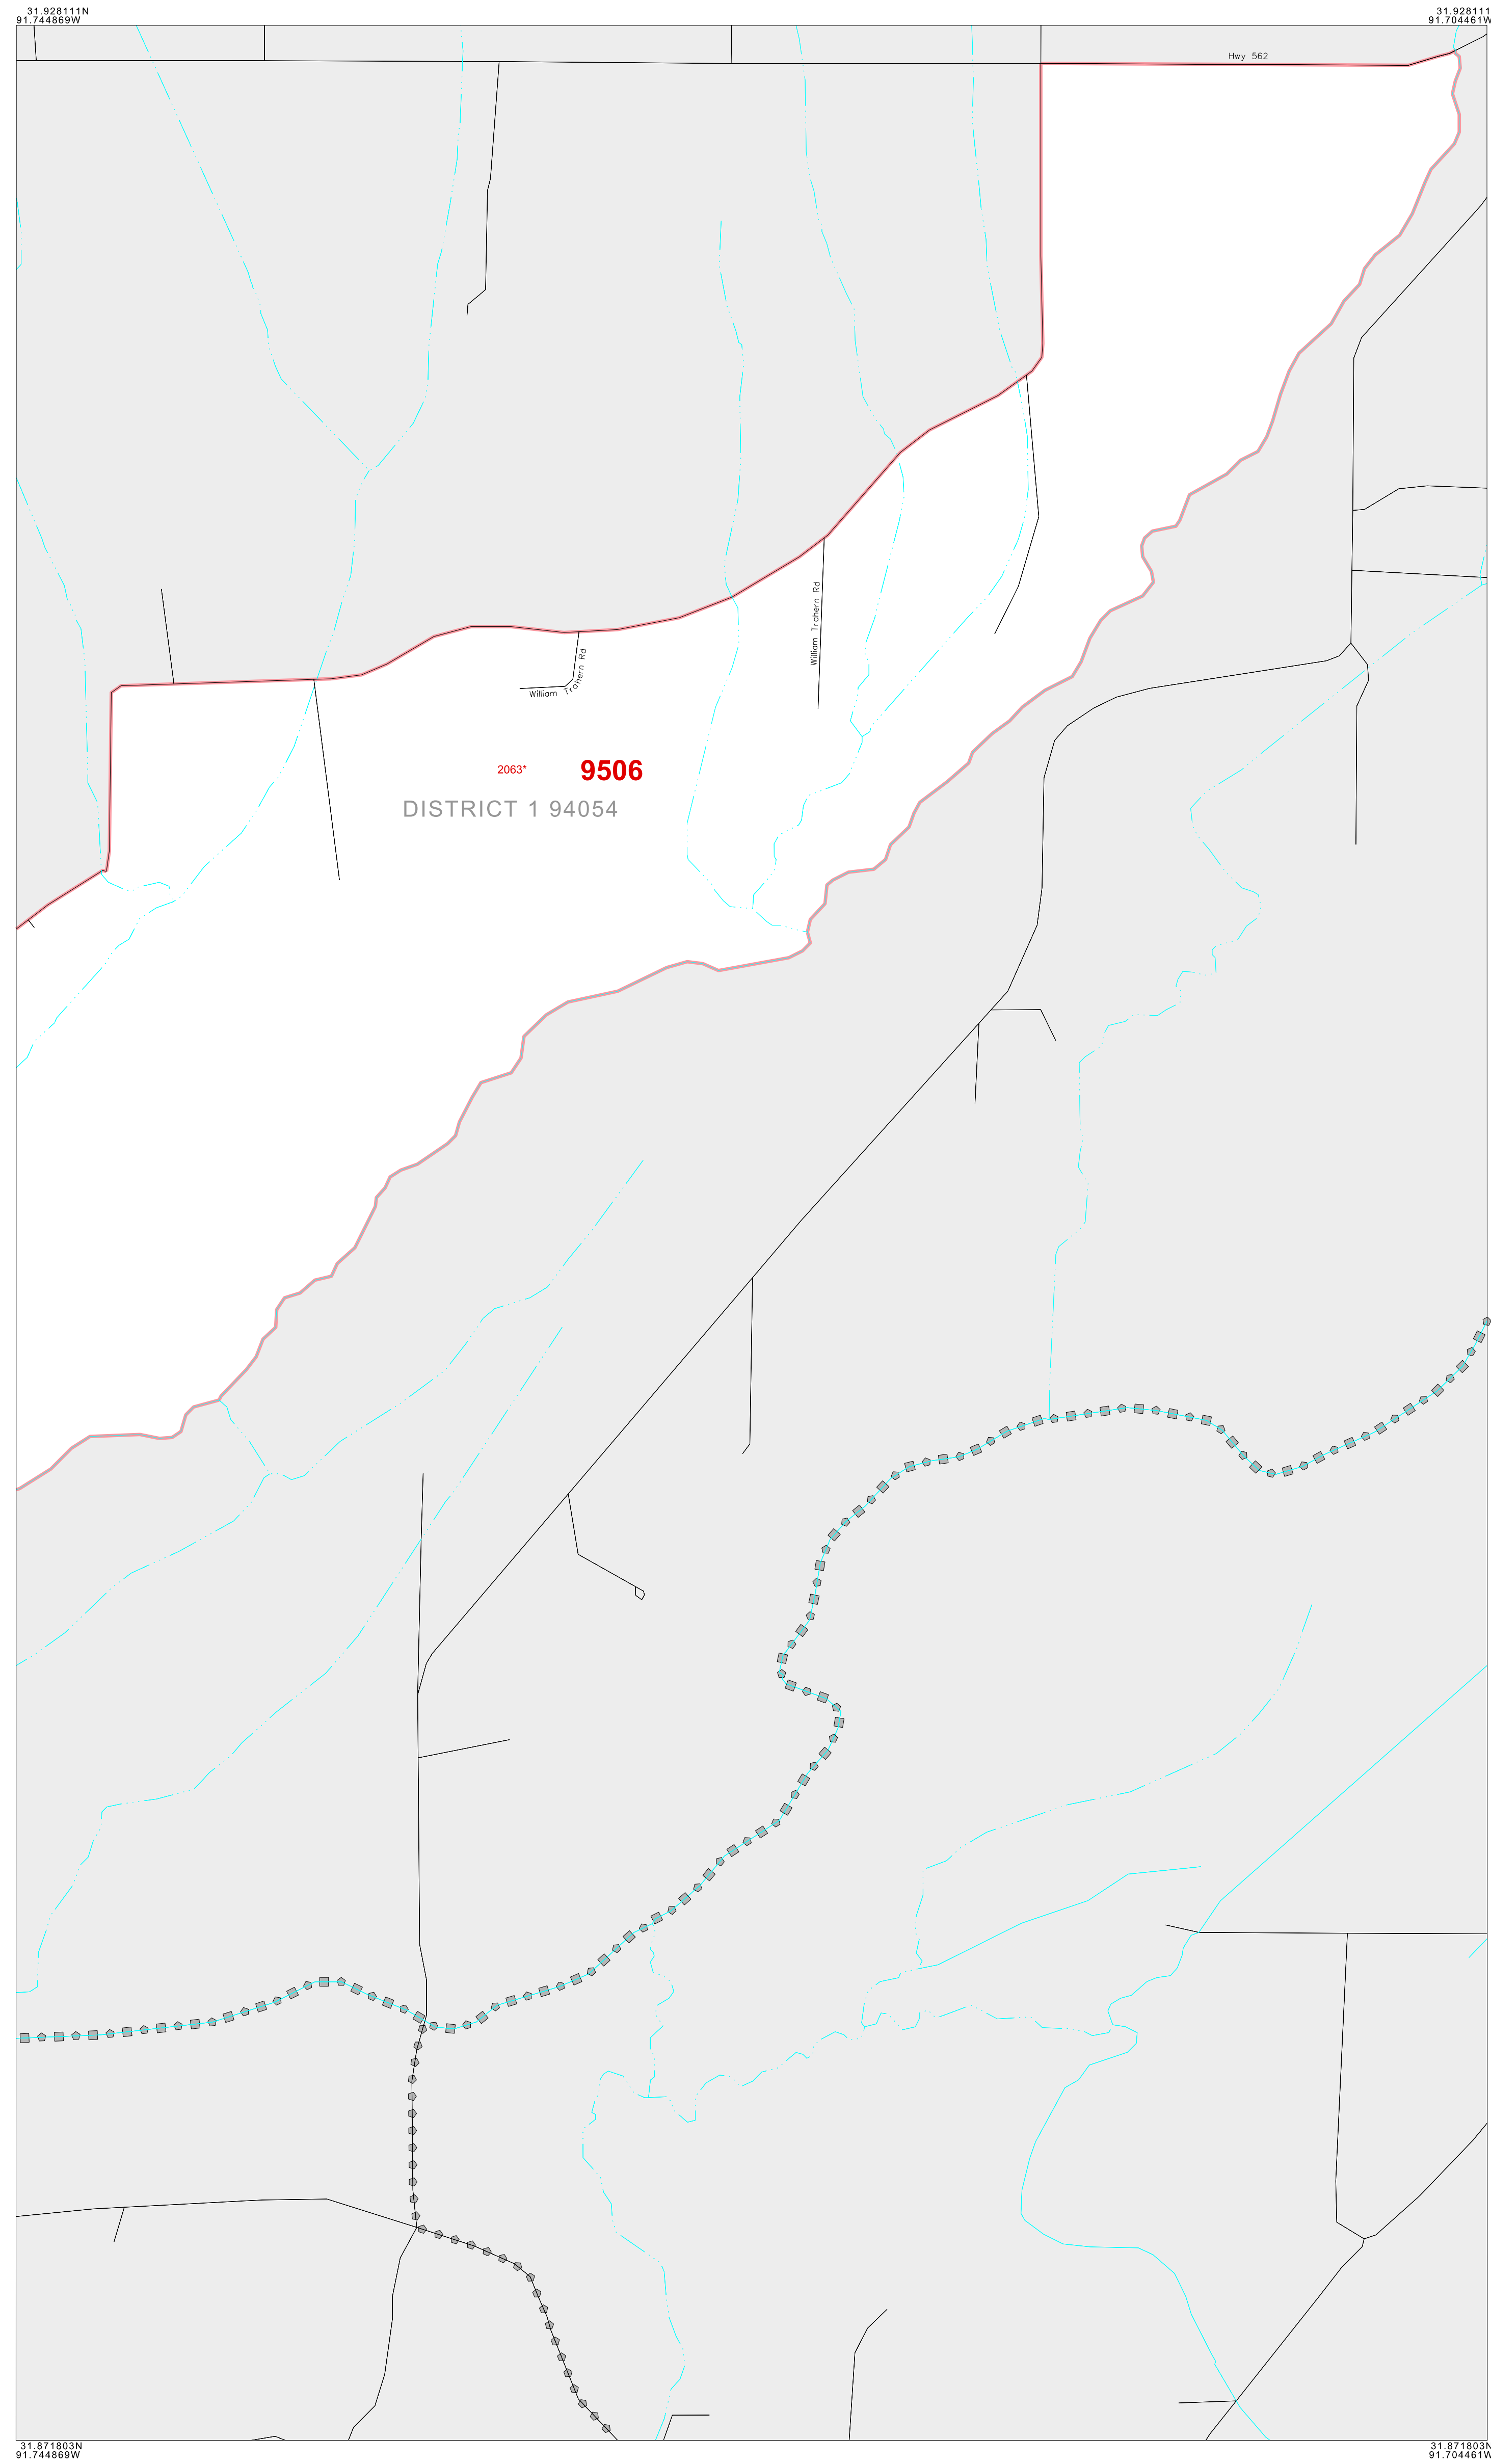 31.928111N
91.744869W
31.928111
91.704461W
Hwy 562
William Trahern Rd
William Trahern Rd
2063*
9506
DISTRICT 1 94054
31.871803N
91.744869W
31.871803N
91.704461W